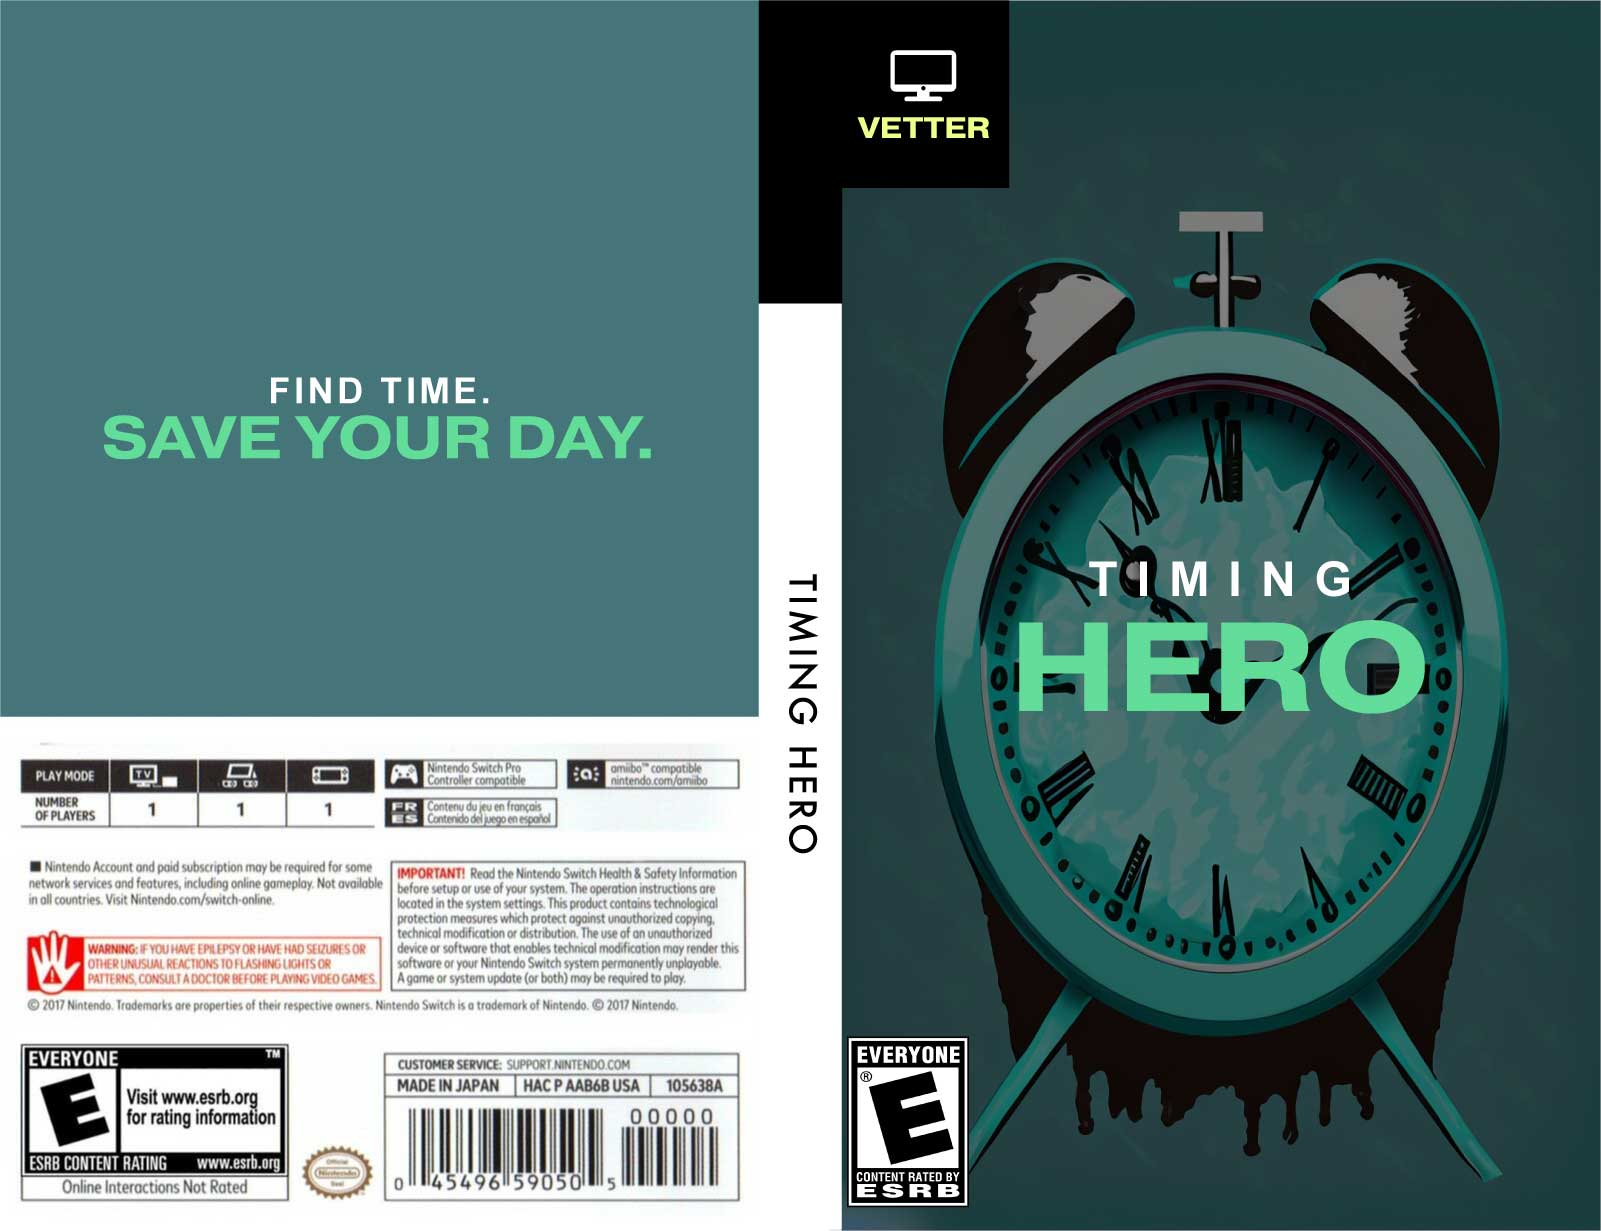 FIND TIME.
SAVE YOUR DAY.
PLAY MODE
TV
NUMBER
OF PLAYERS
1
1
1
Nintendo Switch Pro
Controller compatible
amiibo™ compatible
nintendo.com/amiibo
FR
ES
Contenu du jeu en français
Contenido del juego en español
■ Nintendo Account and paid subscription may be required for some
network services and features, including online gameplay. Not available
in all countries. Visit Nintendo.com/switch-online.
WARNING: IF YOU HAVE EPILEPSY OR HAVE HAD SEIZURES OR
OTHER UNUSUAL REACTIONS TO FLASHING LIGHTS OR
PATTERNS, CONSULT A DOCTOR BEFORE PLAYING VIDEO GAMES.
IMPORTANT! Read the Nintendo Switch Health & Safety Information
before setup or use of your system. The operation instructions are
located in the system settings. This product contains technological
protection measures which protect against unauthorized copying,
technical modification or distribution. The use of an unauthorized
device or software that enables technical modification may render this
software or your Nintendo Switch system permanently unplayable.
A game or system update (or both) may be required to play.
© 2017 Nintendo. Trademarks are properties of their respective owners. Nintendo Switch is a trademark of Nintendo. © 2017 Nintendo.
EVERYONE ™
E
Visit www.esrb.org
for rating information
ESRB CONTENT RATING www.esrb.org
Online Interactions Not Rated
Official
Nintendo
Seal
CUSTOMER SERVICE: SUPPORT.NINTENDO.COM
MADE IN JAPAN HAC P AAB6B USA 105638A
00000
0 45496 59050 5
VETTER
TIMING HERO
TIMING
HERO
EVERYONE
®
E
CONTENT RATED BY
ESRB